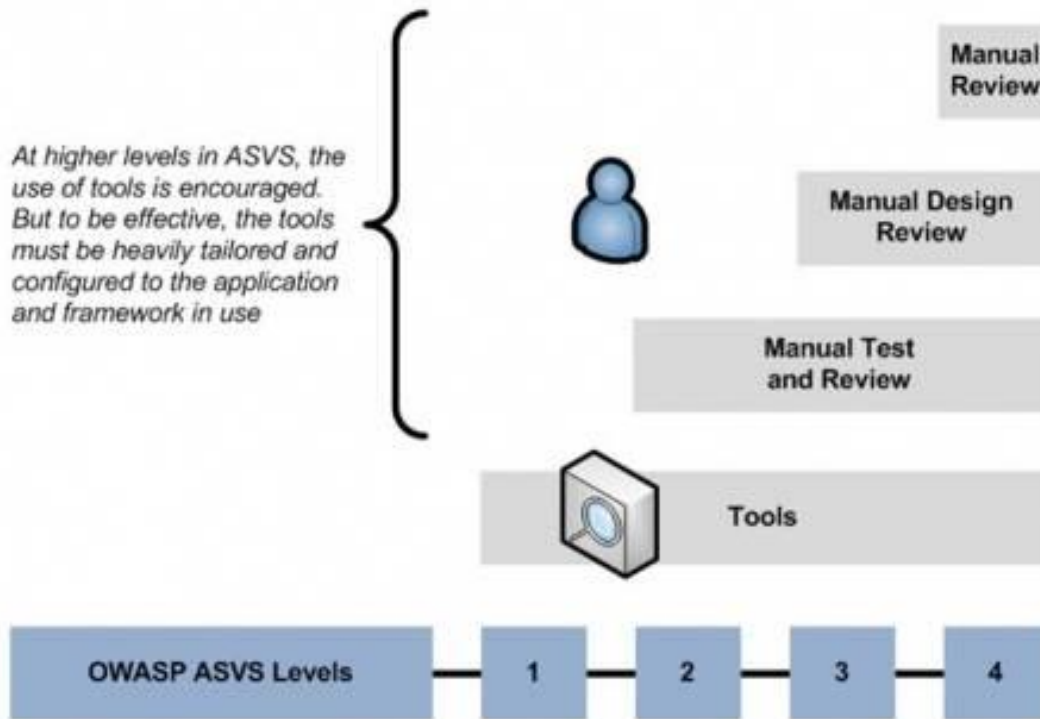 Manual
Review
At higher levels in ASVS, the
use of tools is encouraged.
But to be effective, the tools
must be heavily tailored and
configured to the application
and framework in use
Manual Design
Review
Manual Test
and Review
Tools
OWASP ASVS Levels
1
2
3
4